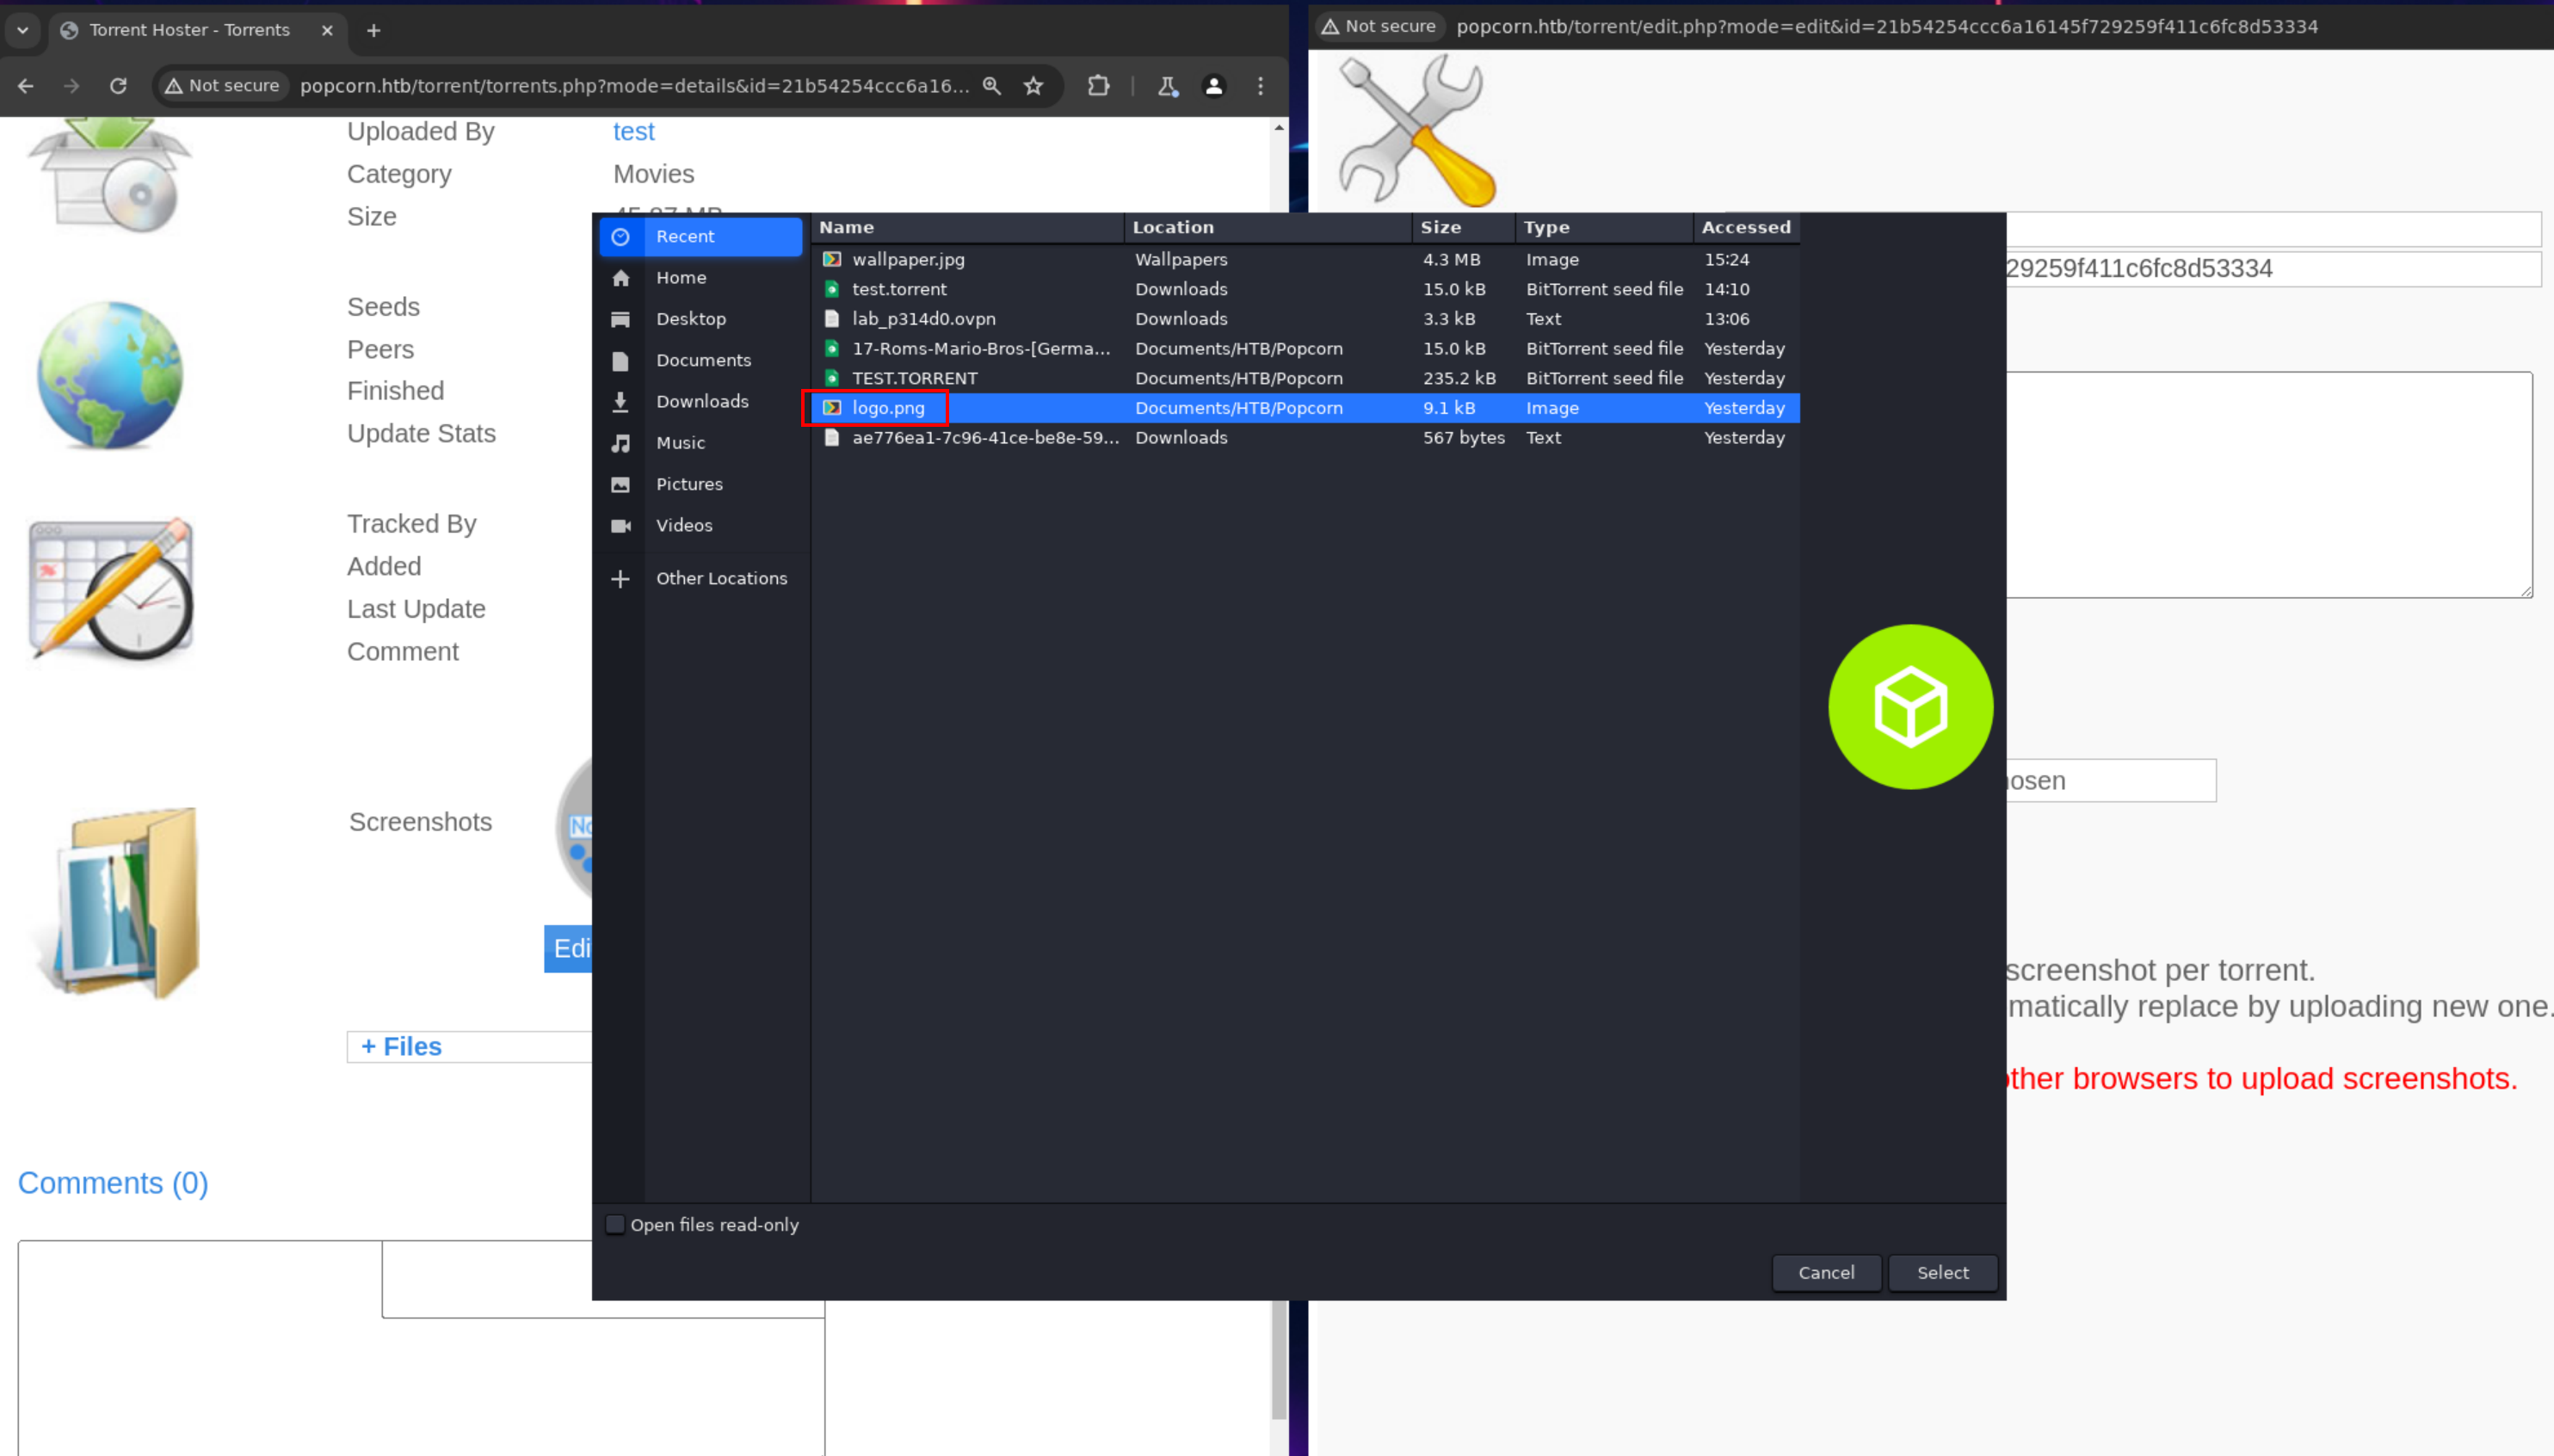 Torrent Hoster - Torrents
Not secure popcorn.htb/torrent/torrents.php?mode=details&id=21b54254ccc6a16...
Uploaded By test
Category Movies
Size
Seeds
Peers
Finished
Update Stats
Tracked By
Added
Last Update
Comment
Screenshots
+ Files
Comments (0)
Not secure popcorn.htb/torrent/edit.php?mode=edit&id=21b54254ccc6a16145f729259f411c6fc8d53334
29259f411c6fc8d53334
screenshot per torrent.
replace by uploading new one.
browsers to upload screenshots.
Recent
Home
Desktop
Documents
Downloads
Music
Pictures
Videos
Other Locations
Name Location Size Type Accessed
wallpaper.jpg Wallpapers 4.3 MB Image 15:24
test.torrent Downloads 15.0 kB BitTorrent seed file 14:10
lab_p314d0.ovpn Downloads 3.3 kB Text 13:06
17-Roms-Mario-Bros-[Germa... Documents/HTB/Popcorn 15.0 kB BitTorrent seed file Yesterday
TEST.TORRENT Documents/HTB/Popcorn 235.2 kB BitTorrent seed file Yesterday
logo.png Documents/HTB/Popcorn 9.1 kB Image Yesterday
ae776ea1-7c96-41ce-be8e-59... Downloads 567 bytes Text Yesterday
Open files read-only
Cancel Select